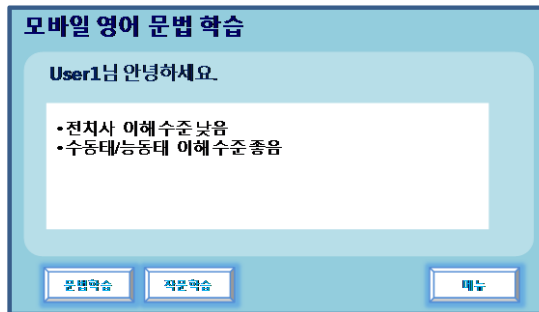 모바일 영어 문법 학습
User1님 안녕하세요.
•전치사 이해 수준 낮음
•수동태/능동태 이해 수준 좋음
문법학습 작문학습 메뉴